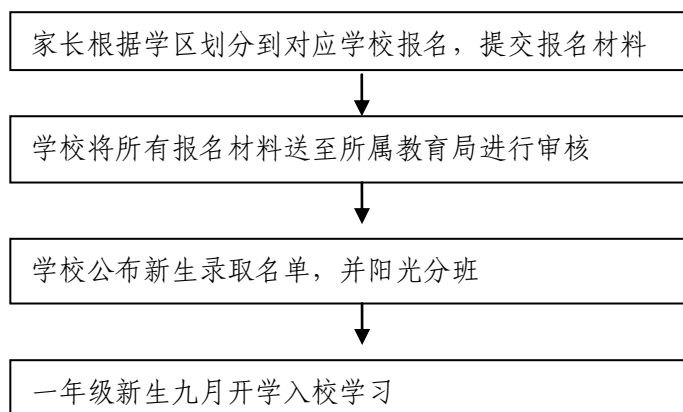 家长根据学区划分到对应学校报名，提交报名材料
学校将所有报名材料送至所属教育局进行审核
学校公布新生录取名单，并阳光分班
一年级新生九月开学入校学习